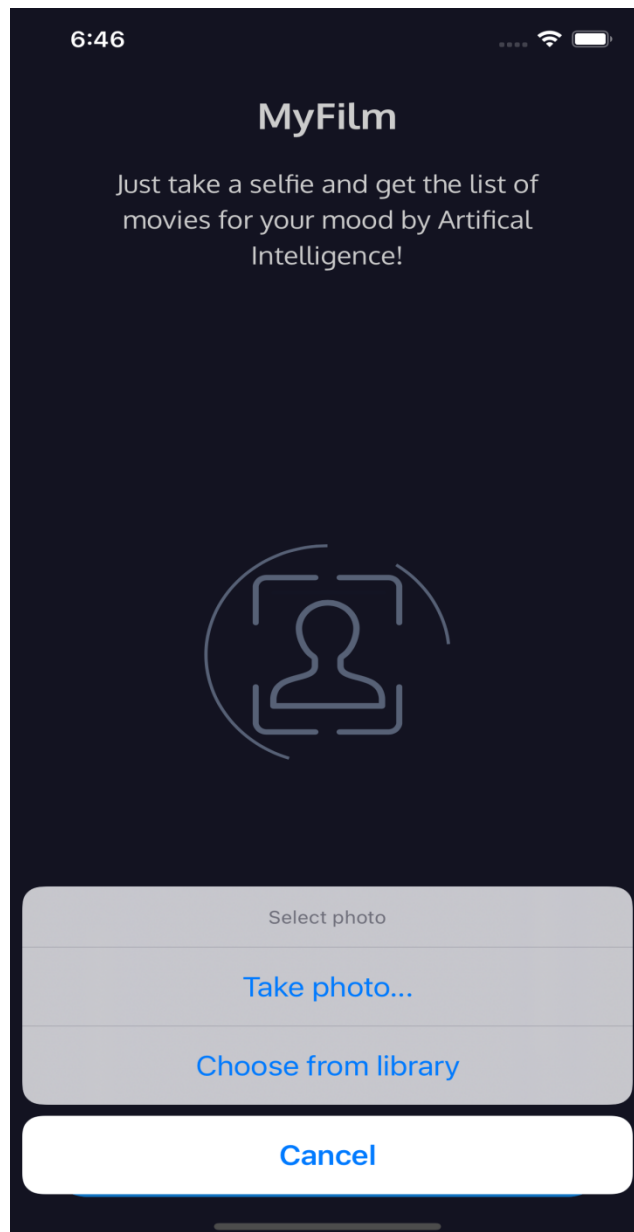 6:46
MyFilm
Just take a selfie and get the list of
movies for your mood by Artifical
Intelligence!
Select photo
Take photo...
Choose from library
Cancel